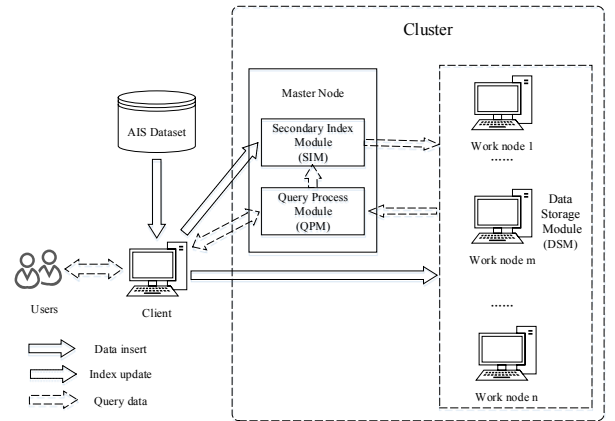 Cluster
Master Node
AIS Dataset
Secondary Index
Module
(SIM)
Work node 1
......
Query Process
Module
(QPM)
Data
Storage
Module
(DSM)
Work node m
Users
Client
......
Data insert
Index update
Query data
Work node n